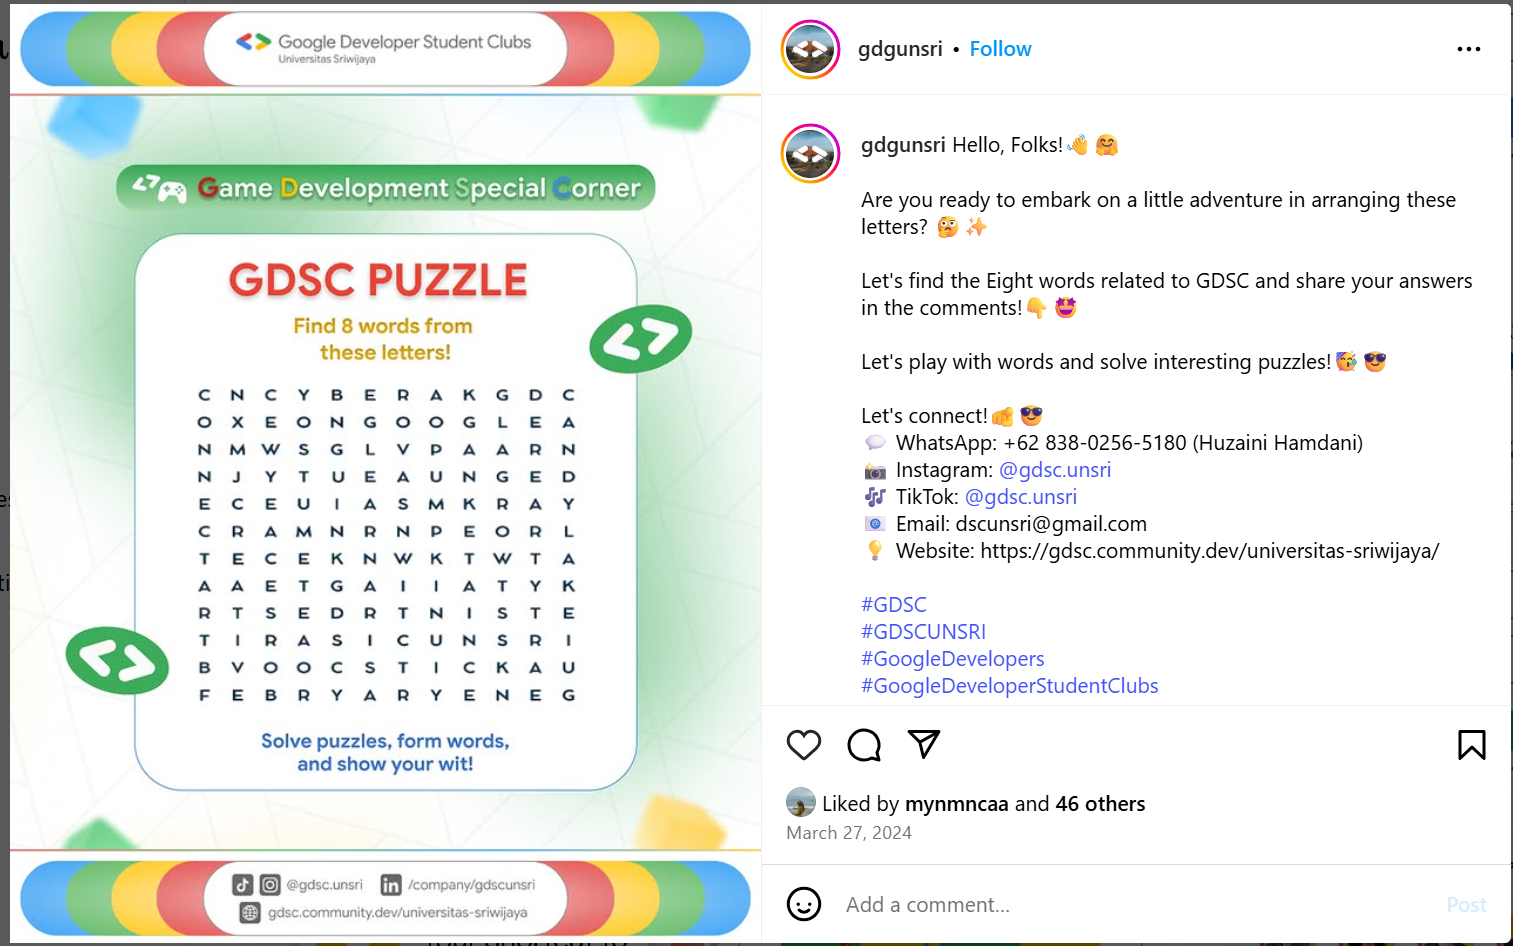 Google Developer Student Clubs
Universitas Sriwijaya
Game Development Special Corner
GDSC PUZZLE
Find 8 words from
these letters!
C N C Y B E R A K G D C
O X E O N G O O G L E A
N M W S G L V P A A R N
N J Y T U E A U N G E D
E C E U I A S M K R A Y
C R A M N R N P E O R L
T E C E K N W K T W T A
A A E T G A I I A T Y K
R T S E D R T N I S T E
T I R A S I C U N S R I
B V O O C S T I C K A U
F E B R Y A R Y E N E G
Solve puzzles, form words,
and show your wit!
@gdsc.unsri /company/gdscunsri
gdsc.community.dev/universitas-sriwijaya
gdgunsri • Follow
gdgunsri Hello, Folks!👋 🤗
Are you ready to embark on a little adventure in arranging these
letters? 🤔 ✨
Let's find the Eight words related to GDSC and share your answers
in the comments!👇 🤩
Let's play with words and solve interesting puzzles!🥳 😎
Let's connect!🫵 😎
💬 WhatsApp: +62 838-0256-5180 (Huzaini Hamdani)
📸 Instagram: @gdsc.unsri
🎶 TikTok: @gdsc.unsri
📧 Email: dscunsri@gmail.com
💡 Website: https://gdsc.community.dev/universitas-sriwijaya/
#GDSC
#GDSCUNSRI
#GoogleDevelopers
#GoogleDeveloperStudentClubs
Liked by mynmncaa and 46 others
March 27, 2024
Add a comment...
Post